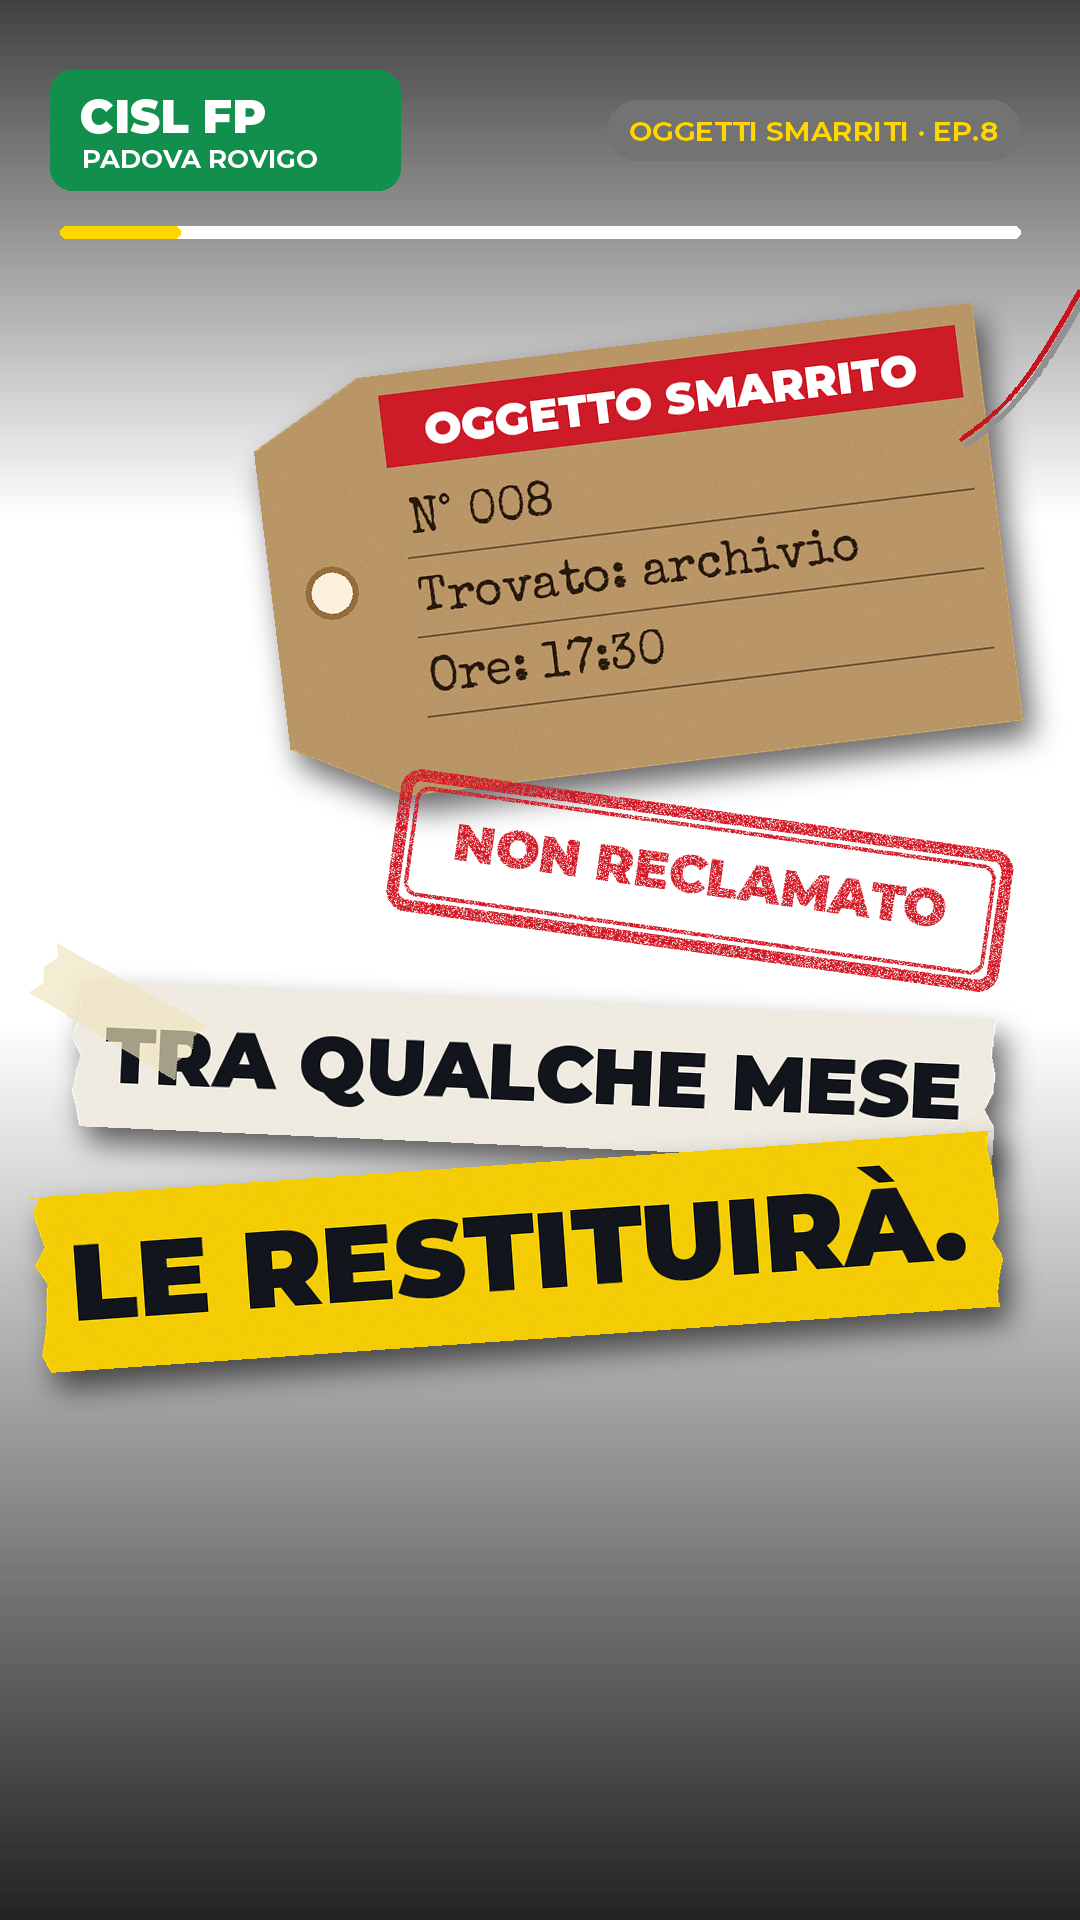 CISL FP
PADOVA ROVIGO
OGGETTI SMARRITI · EP.8
OGGETTO SMARRITO
N° 008
Trovato: archivio
Ore: 17:30
NON RECLAMATO
TRA QUALCHE MESE
LE RESTITUIRÀ.